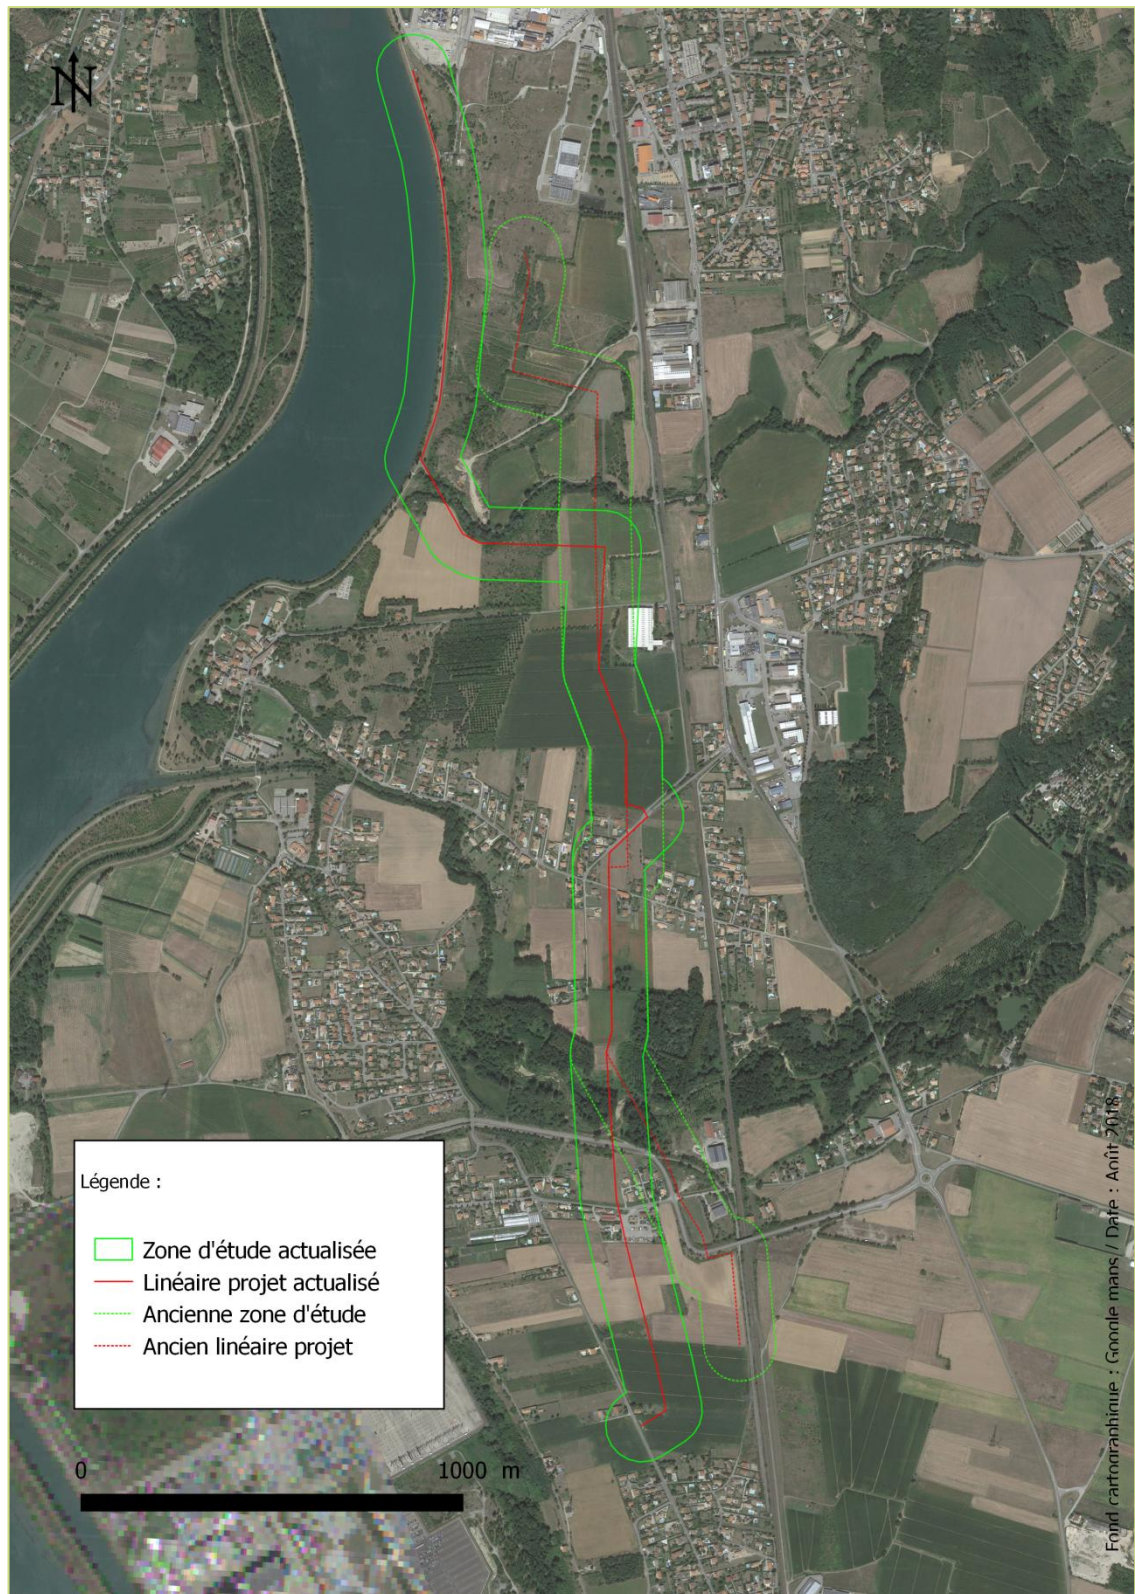 N
Légende :
Zone d'étude actualisée
Linéaire projet actualisé
Ancienne zone d'étude
Ancien linéaire projet
0 1000 m
Fond cartographique : Google maps / Date : Août 2018